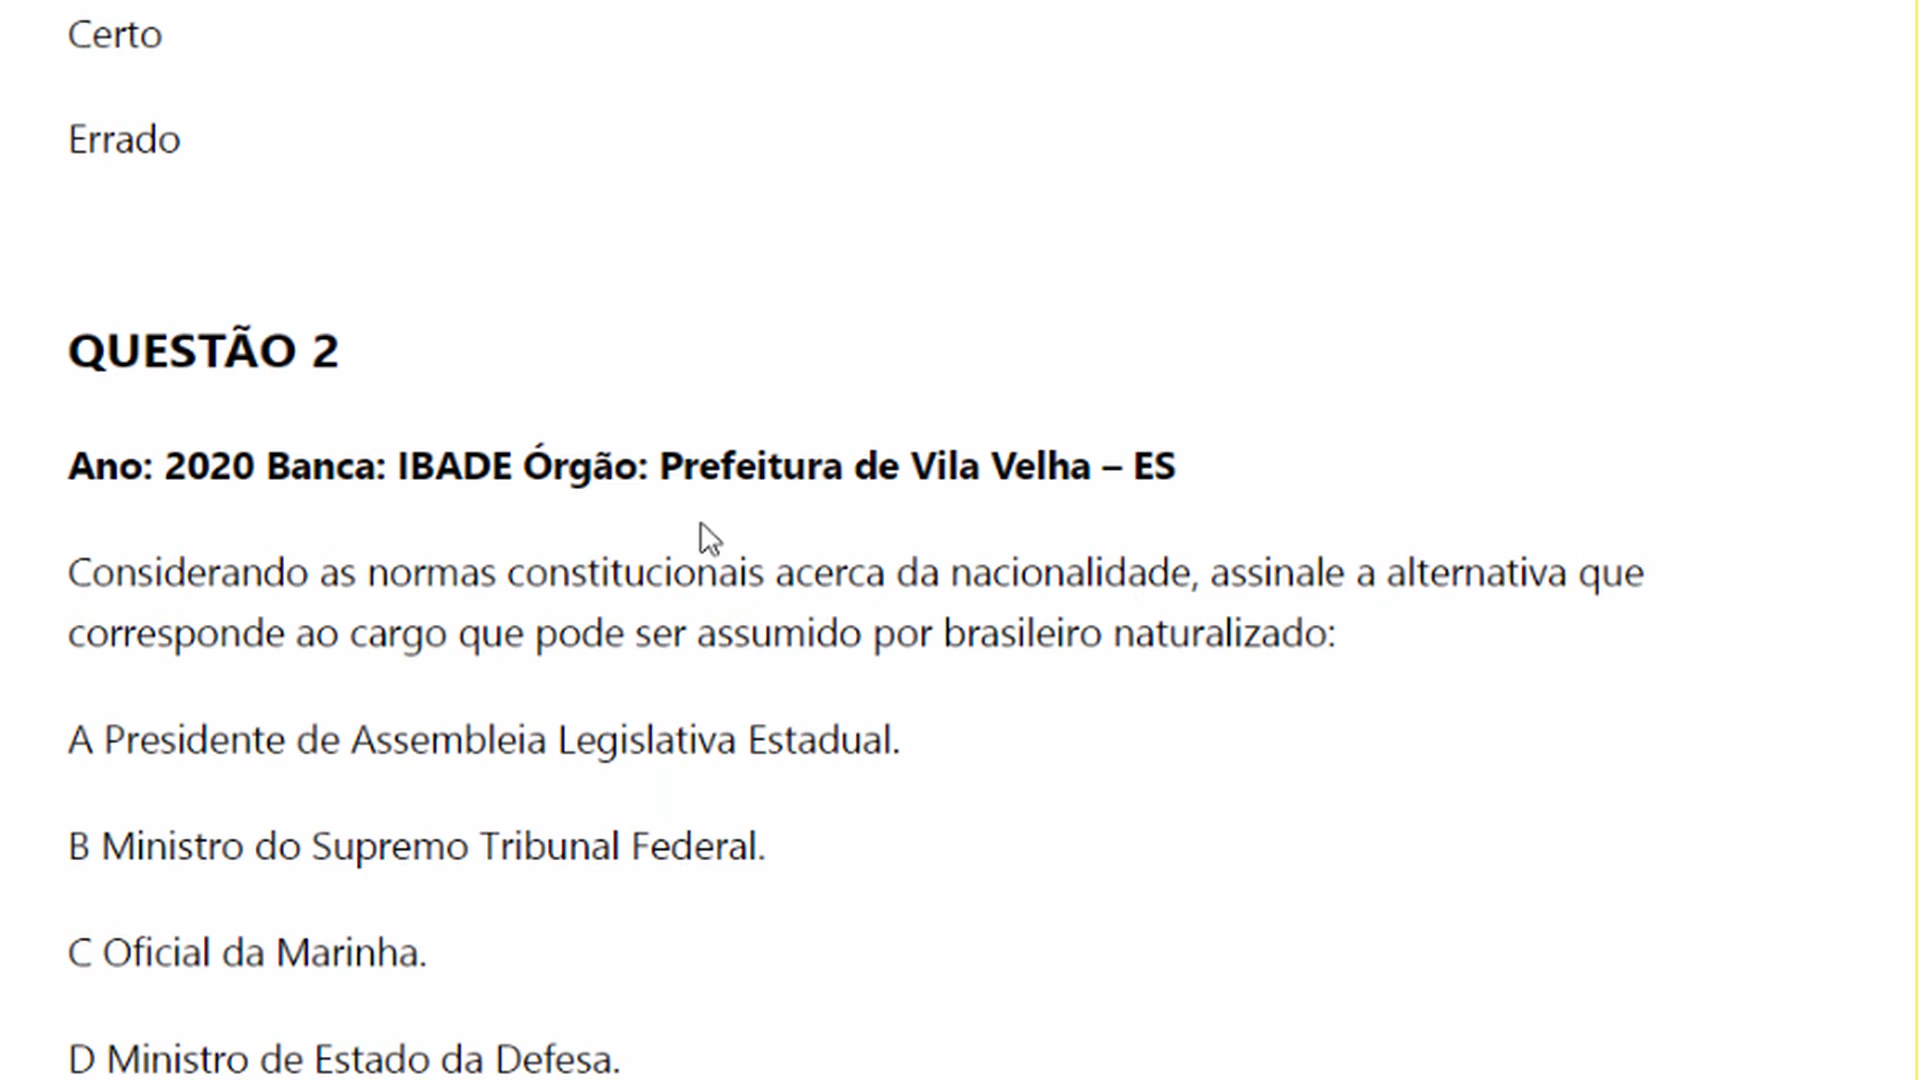 Certo
Errado
QUESTÃO 2
Ano: 2020 Banca: IBADE Órgão: Prefeitura de Vila Velha – ES
Considerando as normas constitucionais acerca da nacionalidade, assinale a alternativa que
corresponde ao cargo que pode ser assumido por brasileiro naturalizado:
A Presidente de Assembleia Legislativa Estadual.
B Ministro do Supremo Tribunal Federal.
C Oficial da Marinha.
D Ministro de Estado da Defesa.